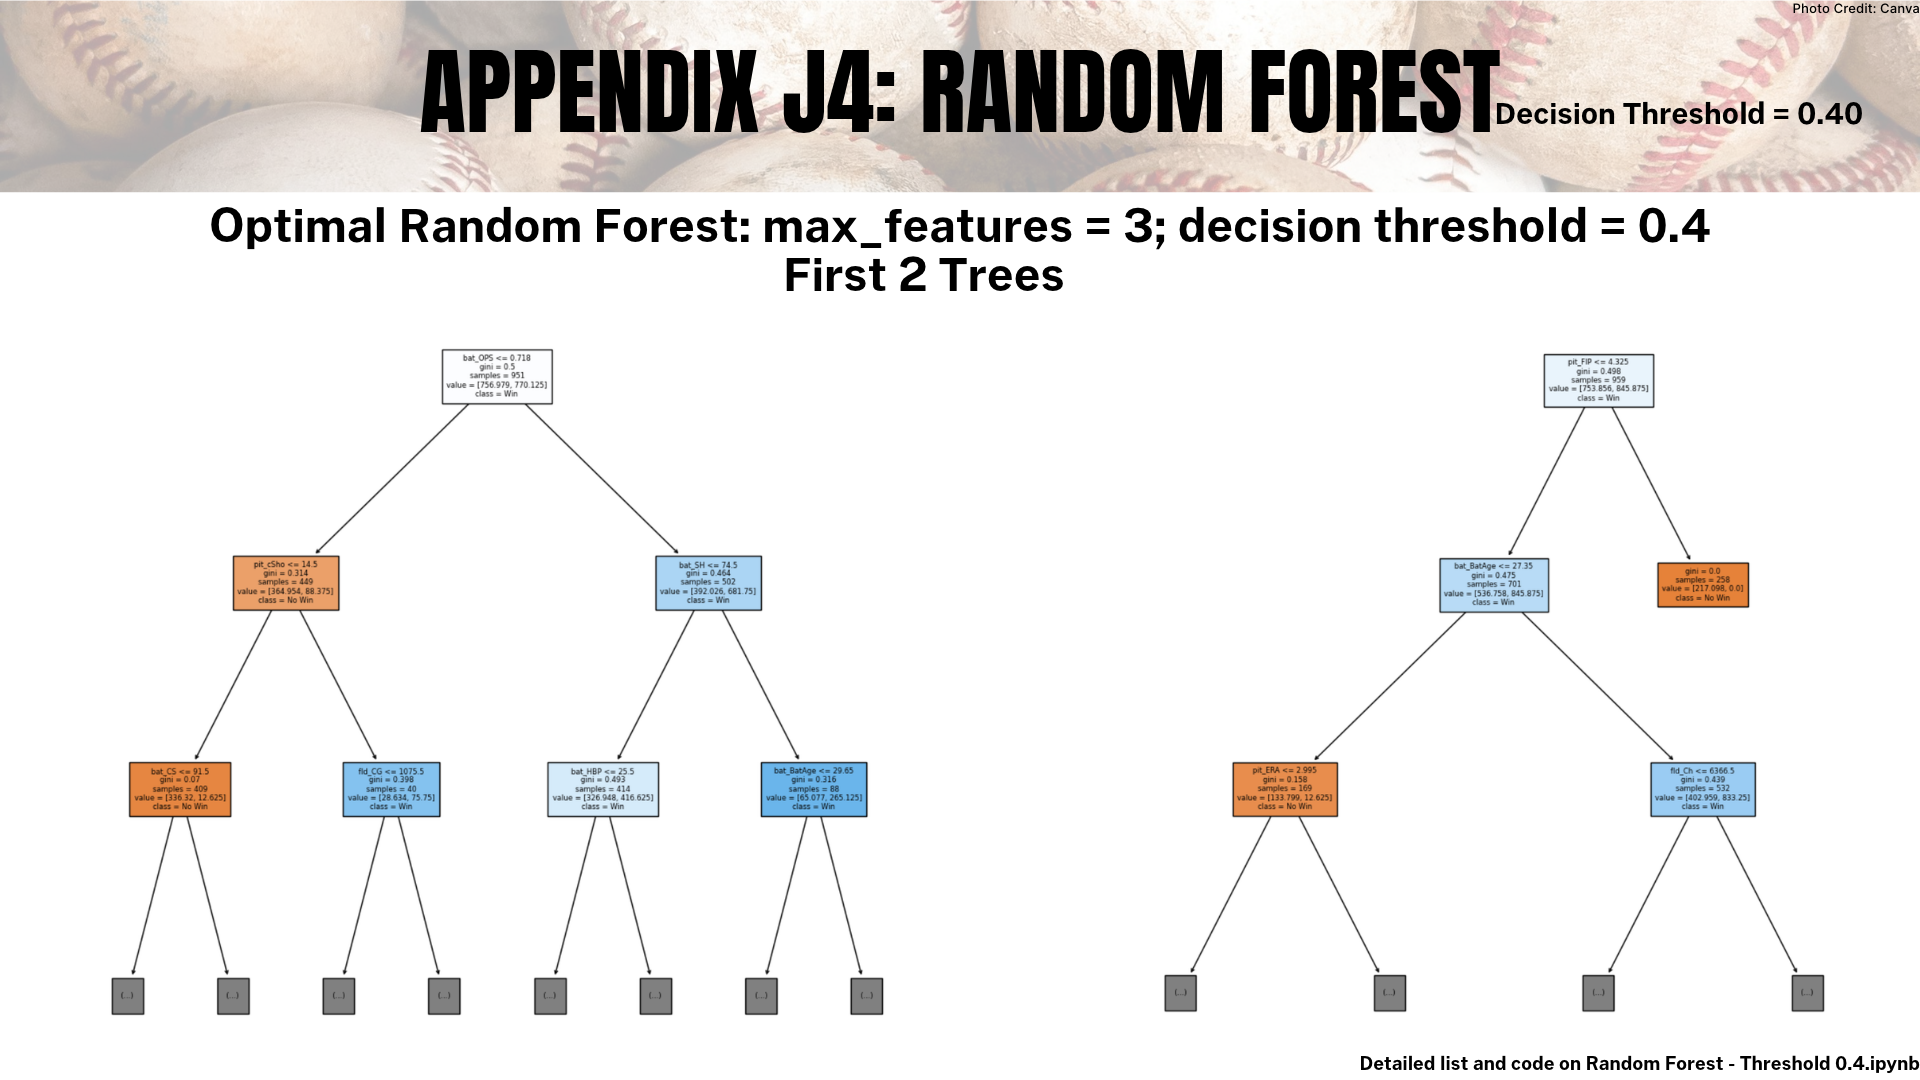 Photo Credit: Canva
APPENDIX J4: RANDOM FOREST
Decision Threshold = 0.40
Optimal Random Forest: max_features = 3; decision threshold = 0.4
First 2 Trees
bat_OPS <= 0.718
gini = 0.5
samples = 951
value = [756.979, 770.125]
class = Win
pit_cSho <= 14.5
gini = 0.314
samples = 449
value = [364.954, 88.375]
class = No Win
bat_SH <= 74.5
gini = 0.464
samples = 502
value = [392.026, 681.75]
class = Win
bat_CS <= 91.5
gini = 0.07
samples = 409
value = [336.32, 12.625]
class = No Win
fld_CG <= 1075.5
gini = 0.398
samples = 40
value = [28.634, 75.75]
class = Win
bat_HBP <= 25.5
gini = 0.493
samples = 414
value = [326.948, 416.625]
class = Win
bat_BatAge <= 29.65
gini = 0.316
samples = 88
value = [65.077, 265.125]
class = Win
(...)
(...)
(...)
(...)
(...)
(...)
(...)
(...)
pit_FIP <= 4.325
gini = 0.498
samples = 959
value = [753.856, 845.875]
class = Win
bat_BatAge <= 27.35
gini = 0.475
samples = 701
value = [536.758, 845.875]
class = Win
gini = 0.0
samples = 258
value = [217.098, 0.0]
class = No Win
pit_ERA <= 2.995
gini = 0.158
samples = 169
value = [133.799, 12.625]
class = No Win
fld_Ch <= 6366.5
gini = 0.439
samples = 532
value = [402.959, 833.25]
class = Win
(...)
(...)
(...)
(...)
Detailed list and code on Random Forest - Threshold 0.4.ipynb